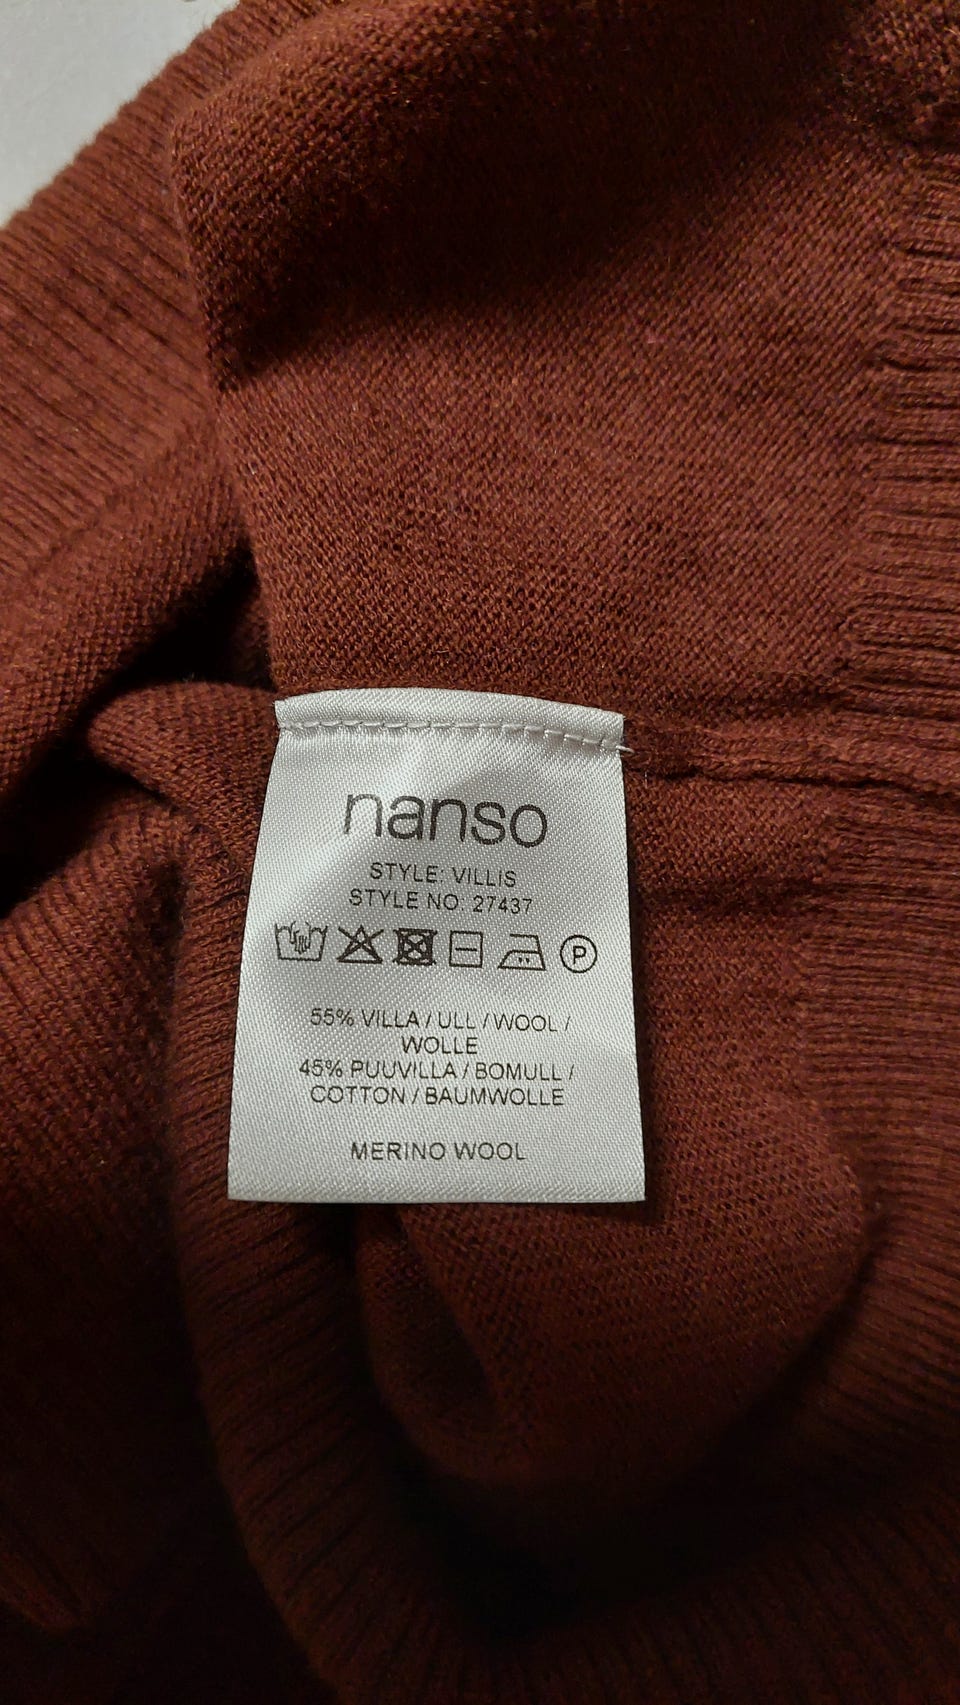 nanso
STYLE: VILLIS
STYLE NO: 27437
P
55% VILLA / ULL / WOOL /
WOLLE
45% PUUVILLA / BOMULL /
COTTON / BAUMWOLLE
MERINO WOOL